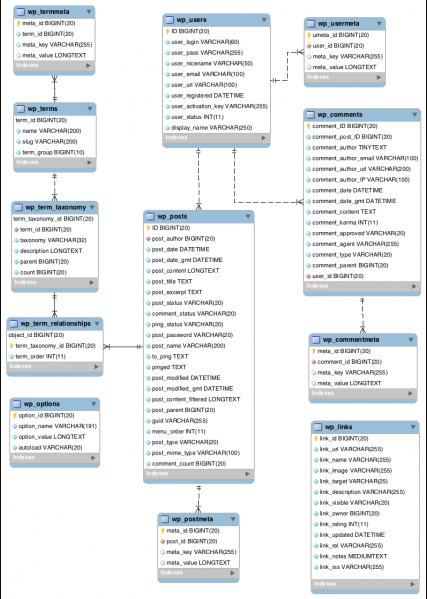 wp_termmeta
meta_id BIGINT(20)
term_id BIGINT(20)
meta_key VARCHAR(255)
meta_value LONGTEXT
Indexes
wp_terms
term_id BIGINT(20)
name VARCHAR(200)
slug VARCHAR(200)
term_group BIGINT(10)
Indexes
wp_term_taxonomy
term_taxonomy_id BIGINT(20)
term_id BIGINT(20)
taxonomy VARCHAR(32)
description LONGTEXT
parent BIGINT(20)
count BIGINT(20)
Indexes
wp_term_relationships
object_id BIGINT(20)
term_taxonomy_id BIGINT(20)
term_order INT(11)
Indexes
wp_options
option_id BIGINT(20)
option_name VARCHAR(191)
option_value LONGTEXT
autoload VARCHAR(20)
Indexes
wp_users
ID BIGINT(20)
user_login VARCHAR(60)
user_pass VARCHAR(255)
user_nicename VARCHAR(50)
user_email VARCHAR(100)
user_url VARCHAR(100)
user_registered DATETIME
user_activation_key VARCHAR(255)
user_status INT(11)
display_name VARCHAR(250)
Indexes
wp_posts
ID BIGINT(20)
post_author BIGINT(20)
post_date DATETIME
post_date_gmt DATETIME
post_content LONGTEXT
post_title TEXT
post_excerpt TEXT
post_status VARCHAR(20)
comment_status VARCHAR(20)
ping_status VARCHAR(20)
post_password VARCHAR(20)
post_name VARCHAR(200)
to_ping TEXT
pinged TEXT
post_modified DATETIME
post_modified_gmt DATETIME
post_content_filtered LONGTEXT
post_parent BIGINT(20)
guid VARCHAR(255)
menu_order INT(11)
post_type VARCHAR(20)
post_mime_type VARCHAR(100)
comment_count BIGINT(20)
Indexes
wp_postmeta
meta_id BIGINT(20)
post_id BIGINT(20)
meta_key VARCHAR(255)
meta_value LONGTEXT
Indexes
wp_usermeta
umeta_id BIGINT(20)
user_id BIGINT(20)
meta_key VARCHAR(255)
meta_value LONGTEXT
Indexes
wp_comments
comment_ID BIGINT(20)
comment_post_ID BIGINT(20)
comment_author TINYTEXT
comment_author_email VARCHAR(100)
comment_author_url VARCHAR(200)
comment_author_IP VARCHAR(100)
comment_date DATETIME
comment_date_gmt DATETIME
comment_content TEXT
comment_karma INT(11)
comment_approved VARCHAR(20)
comment_agent VARCHAR(255)
comment_type VARCHAR(20)
comment_parent BIGINT(20)
user_id BIGINT(20)
Indexes
wp_commentmeta
meta_id BIGINT(20)
comment_id BIGINT(20)
meta_key VARCHAR(255)
meta_value LONGTEXT
Indexes
wp_links
link_id BIGINT(20)
link_url VARCHAR(255)
link_name VARCHAR(255)
link_image VARCHAR(255)
link_target VARCHAR(25)
link_description VARCHAR(255)
link_visible VARCHAR(20)
link_owner BIGINT(20)
link_rating INT(11)
link_updated DATETIME
link_rel VARCHAR(255)
link_notes MEDIUMTEXT
link_rss VARCHAR(255)
Indexes